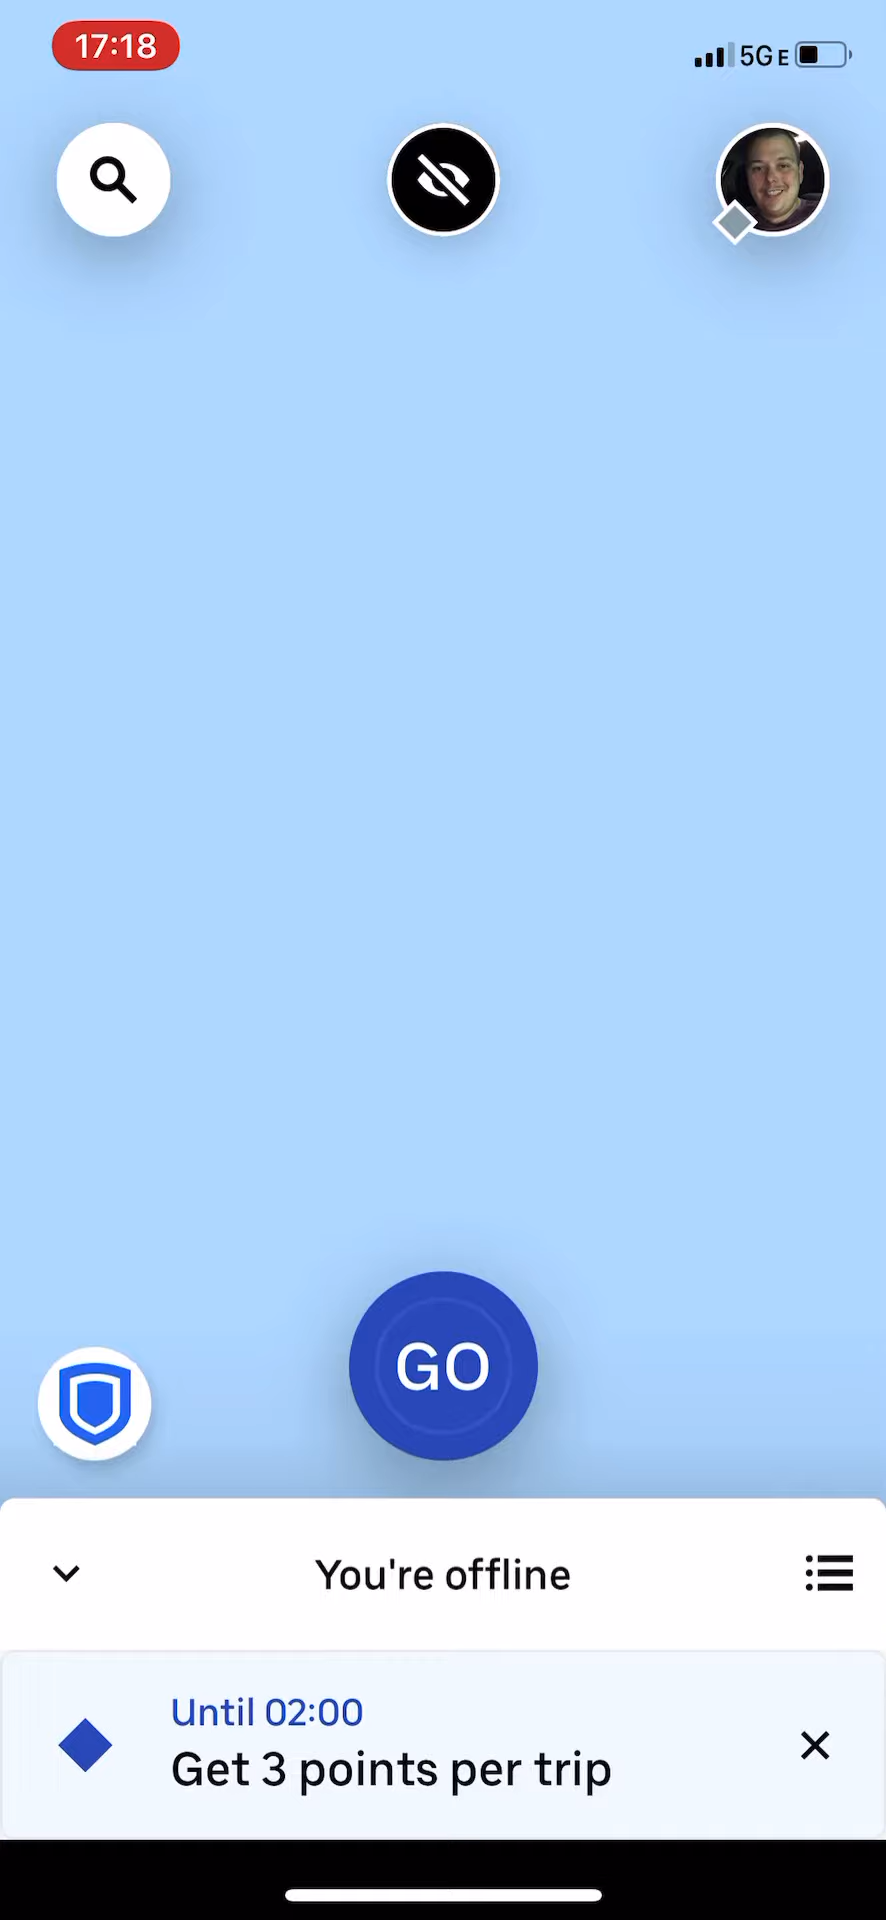 17:18
5G E
GO
You're offline
Until 02:00
Get 3 points per trip